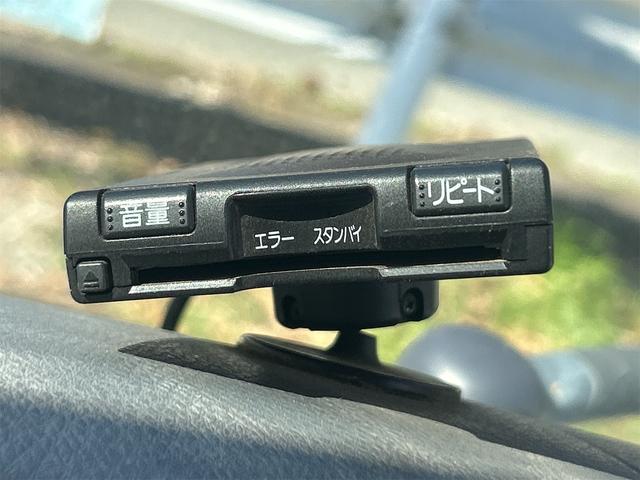 音量
リピート
エラー スタンバイ